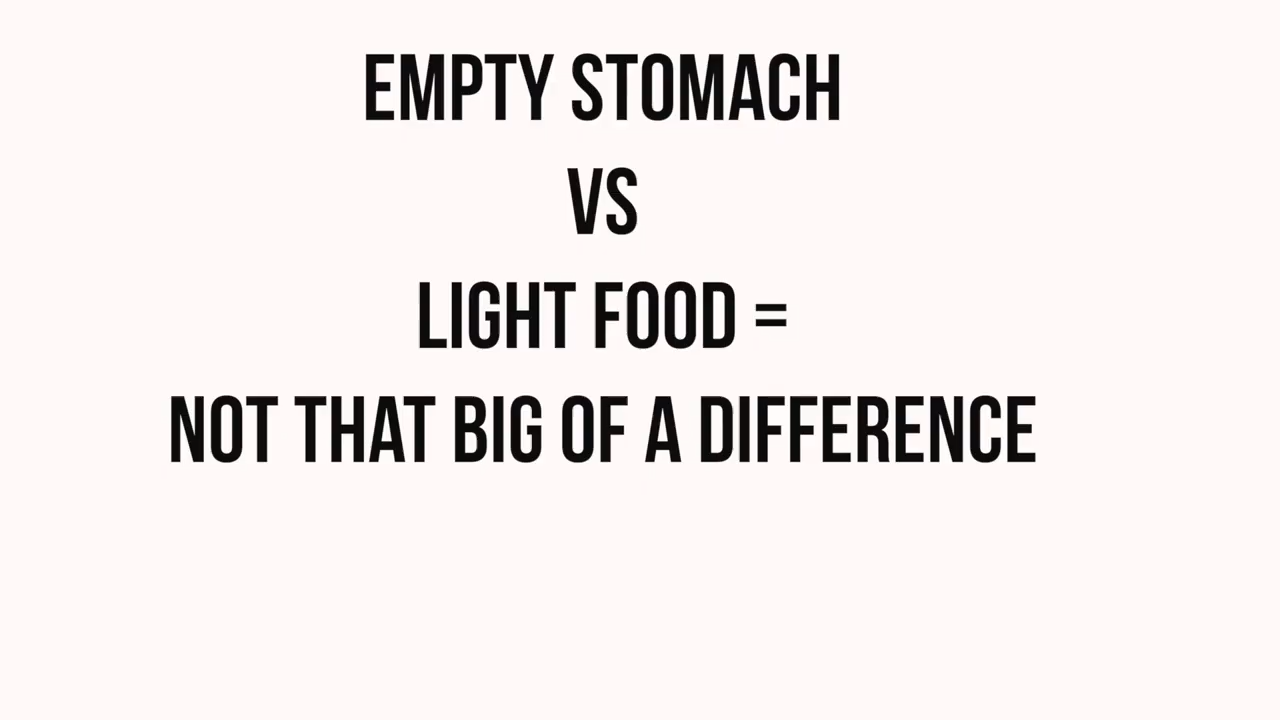 EMPTY STOMACH
VS
LIGHT FOOD =
NOT THAT BIG OF A DIFFERENCE